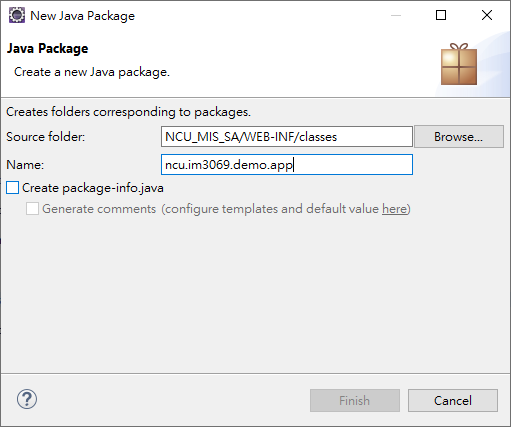 New Java Package
Java Package
Create a new Java package.
Creates folders corresponding to packages.
Source folder: NCU_MIS_SA/WEB-INF/classes Browse...
Name: ncu.im3069.demo.app
Create package-info.java
Generate comments (configure templates and default value here)
? Finish Cancel